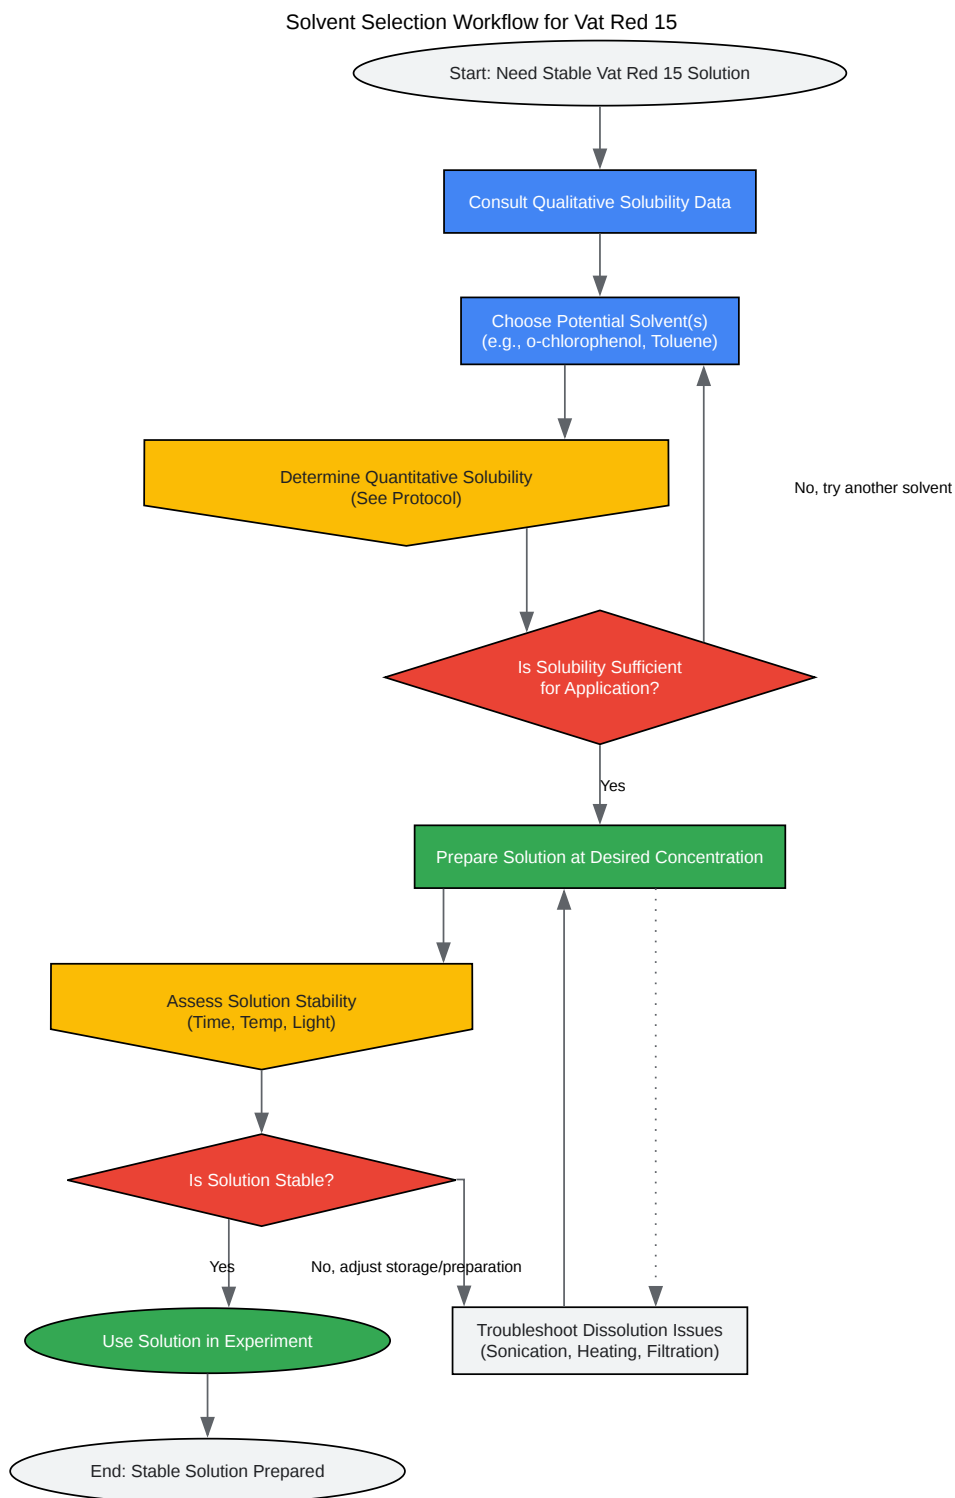 Solvent Selection Workflow for Vat Red 15
Start: Need Stable Vat Red 15 Solution
Consult Qualitative Solubility Data
Choose Potential Solvent(s)
(e.g., o-chlorophenol, Toluene)
Determine Quantitative Solubility
(See Protocol)
No, try another solvent
Is Solubility Sufficient
for Application?
Yes
Prepare Solution at Desired Concentration
Assess Solution Stability
(Time, Temp, Light)
Is Solution Stable?
Yes
No, adjust storage/preparation
Troubleshoot Dissolution Issues
(Sonication, Heating, Filtration)
Use Solution in Experiment
End: Stable Solution Prepared